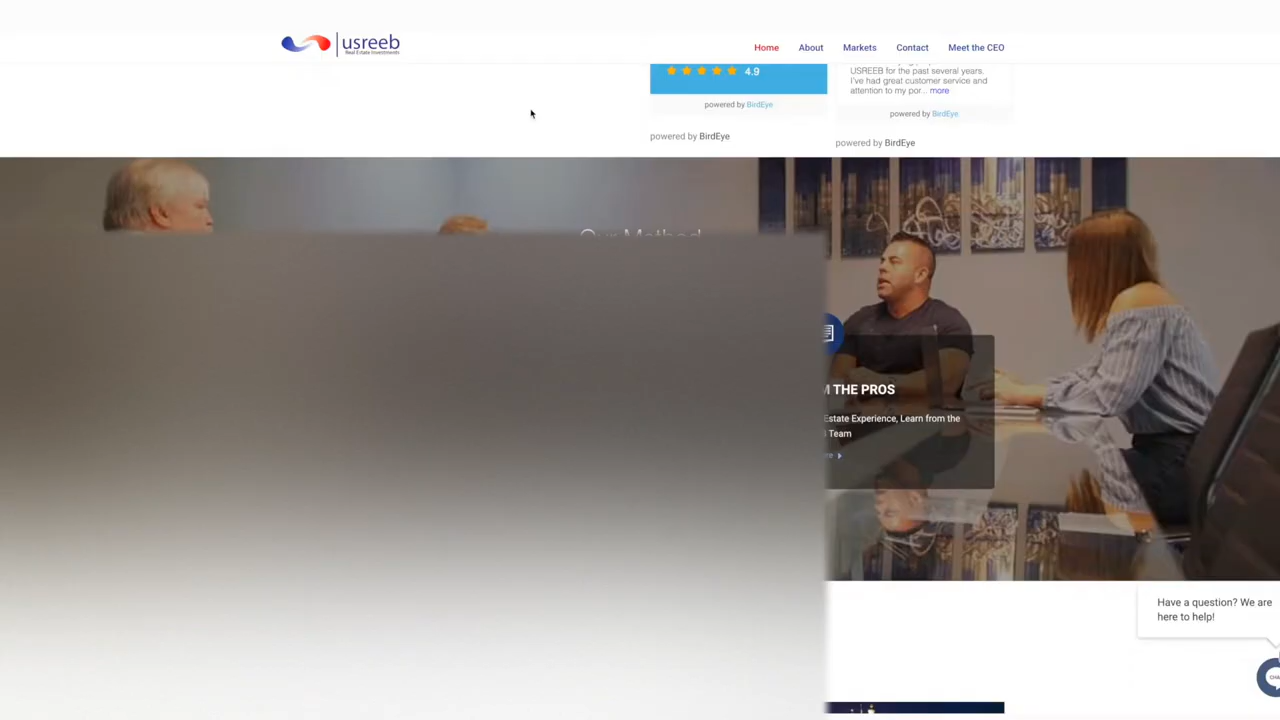 usreeb
Real Estate Investments
Home
About
Markets
Contact
Meet the CEO
4.9
powered by BirdEye
powered by BirdEye
USREEB for the past several years.
I've had great customer service and
attention to my por... more
powered by BirdEye
powered by BirdEye
Our Method
THE PROS
Estate Experience, Learn from the
Team
Have a question? We are
here to help!